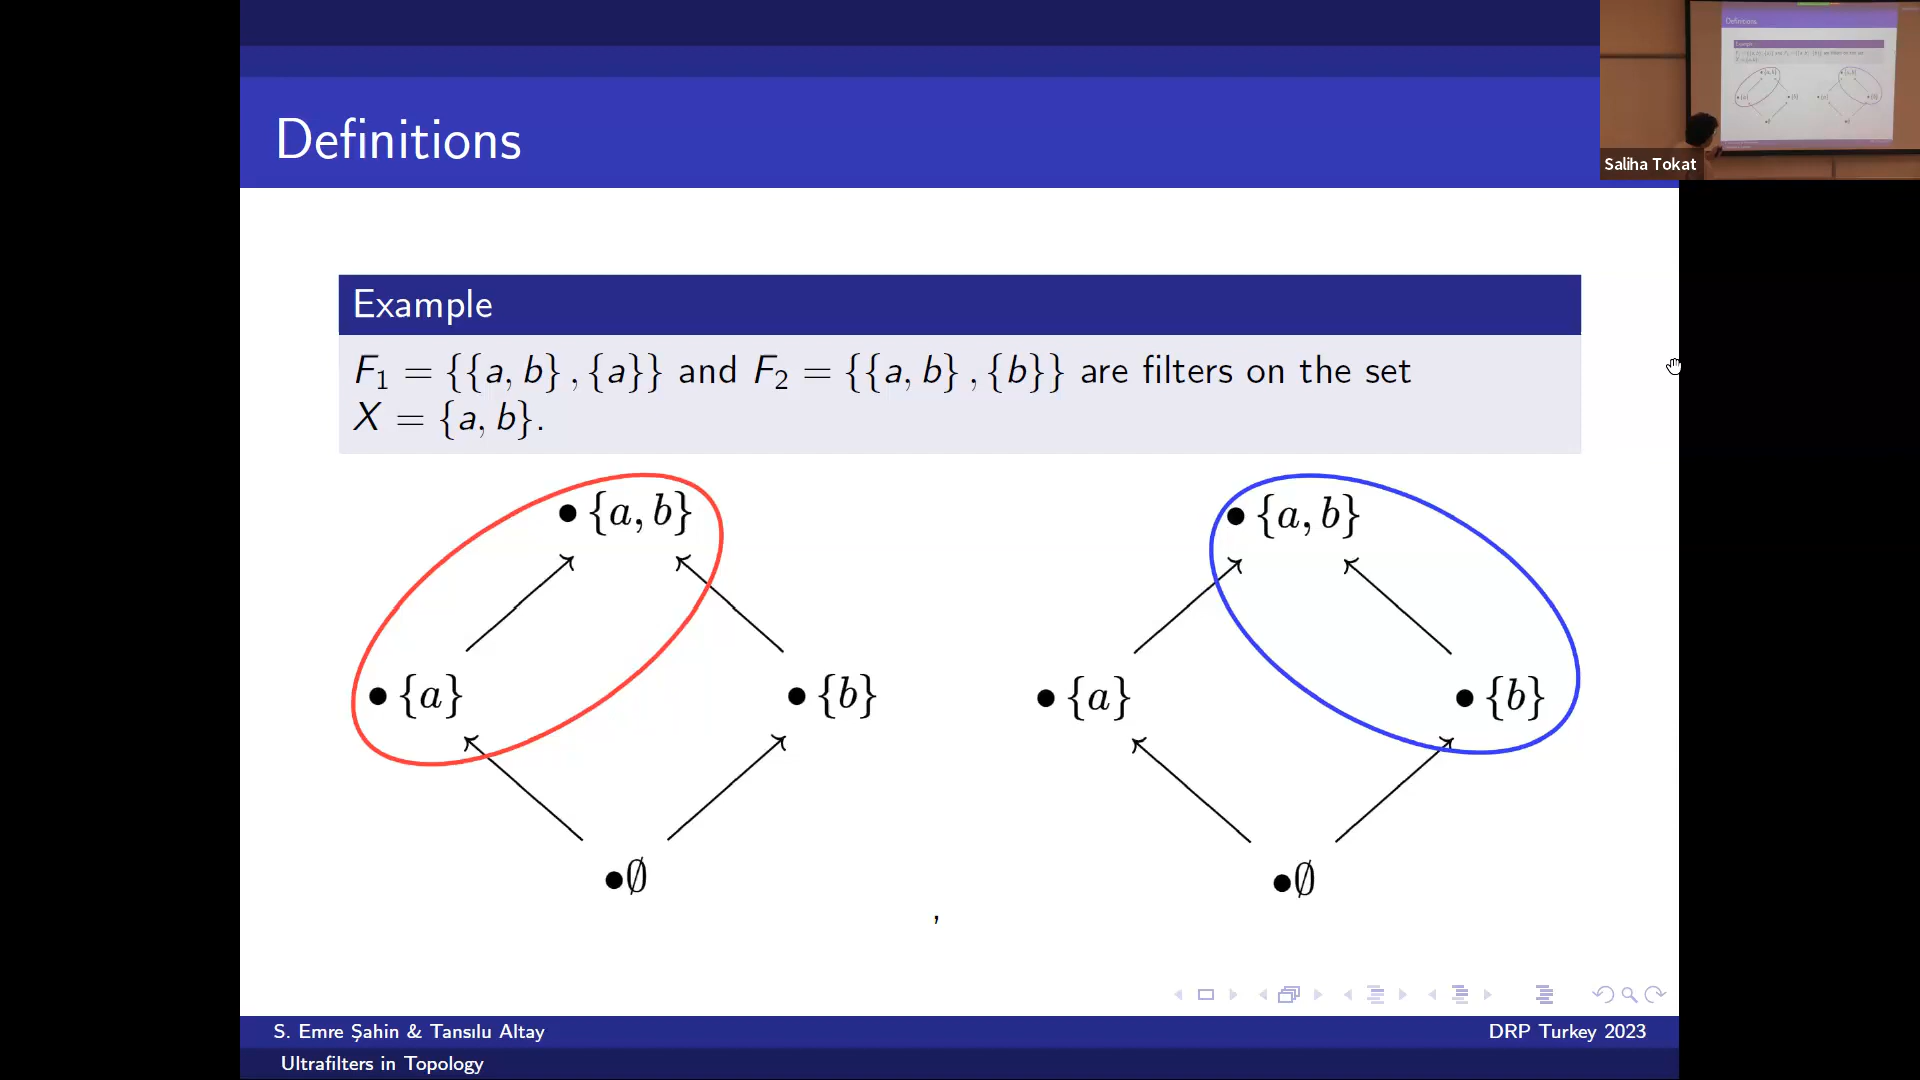 Definitions
Saliha Tokat
Example
F₁ = {{a, b} , {a}} and F₂ = {{a, b} , {b}} are filters on the set
X = {a, b}.
{a, b}
{a, b}
{a}
{b}
{a}
{b}
∅
∅
,
S. Emre Şahin & Tansılu Altay
DRP Turkey 2023
Ultrafilters in Topology